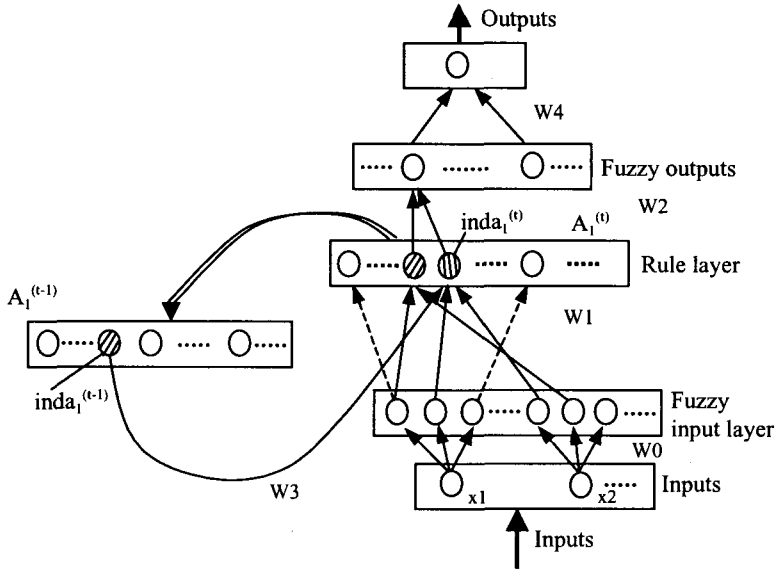 Outputs
W4
Fuzzy outputs
W2
inda₁⁽ᵗ⁾ A₁⁽ᵗ⁾
Rule layer
A₁⁽ᵗ⁻¹⁾
W1
inda₁⁽ᵗ⁻¹⁾
Fuzzy
input layer
W0
W3
x1 x2 Inputs
Inputs